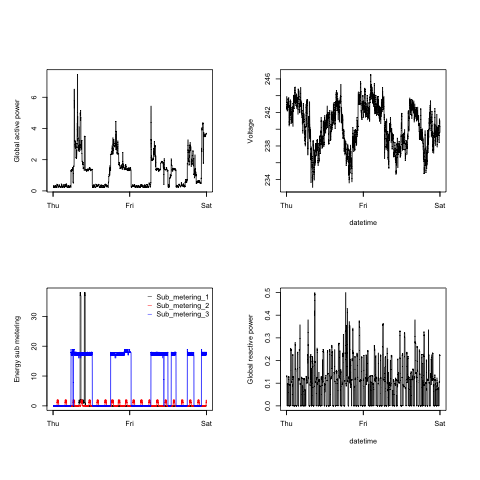 Global active power
0
2
4
6
Thu
Fri
Sat
Voltage
234
238
242
246
Thu
Fri
Sat
datetime
Energy sub metering
0
10
20
30
Sub_metering_1
Sub_metering_2
Sub_metering_3
Thu
Fri
Sat
Global reactive power
0.0
0.1
0.2
0.3
0.4
0.5
Thu
Fri
Sat
datetime